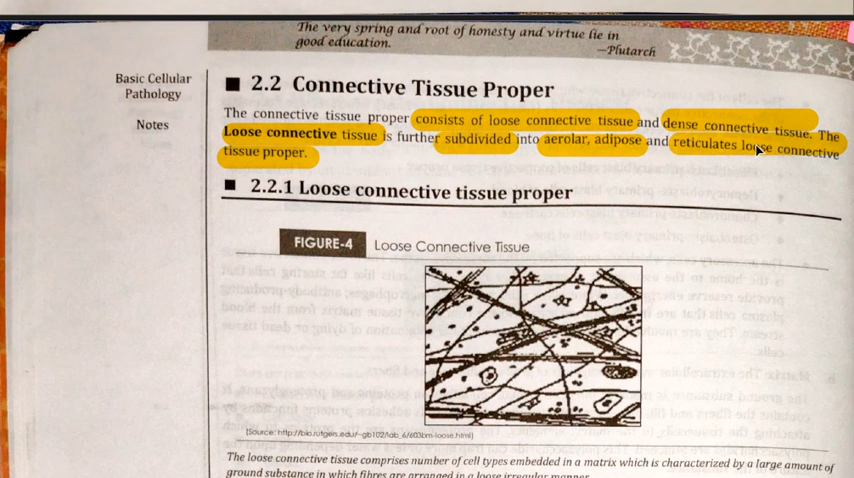 The very spring and root of honesty and virtue lie in
good education.
—Plutarch
Basic Cellular
Pathology
Notes
■ 2.2 Connective Tissue Proper
The connective tissue proper consists of loose connective tissue and dense connective tissue. The
Loose connective tissue is further subdivided into aerolar, adipose and reticulates loose connective
tissue proper.
■ 2.2.1 Loose connective tissue proper
FIGURE-4 Loose Connective Tissue
[Source: http://bio.rutgers.edu/~gb102/lab_6/603bm-loose.html)
The loose connective tissue comprises number of cell types embedded in a matrix which is characterized by a large amount of
ground substance in which fibres are arranged in a loose irregular manner.